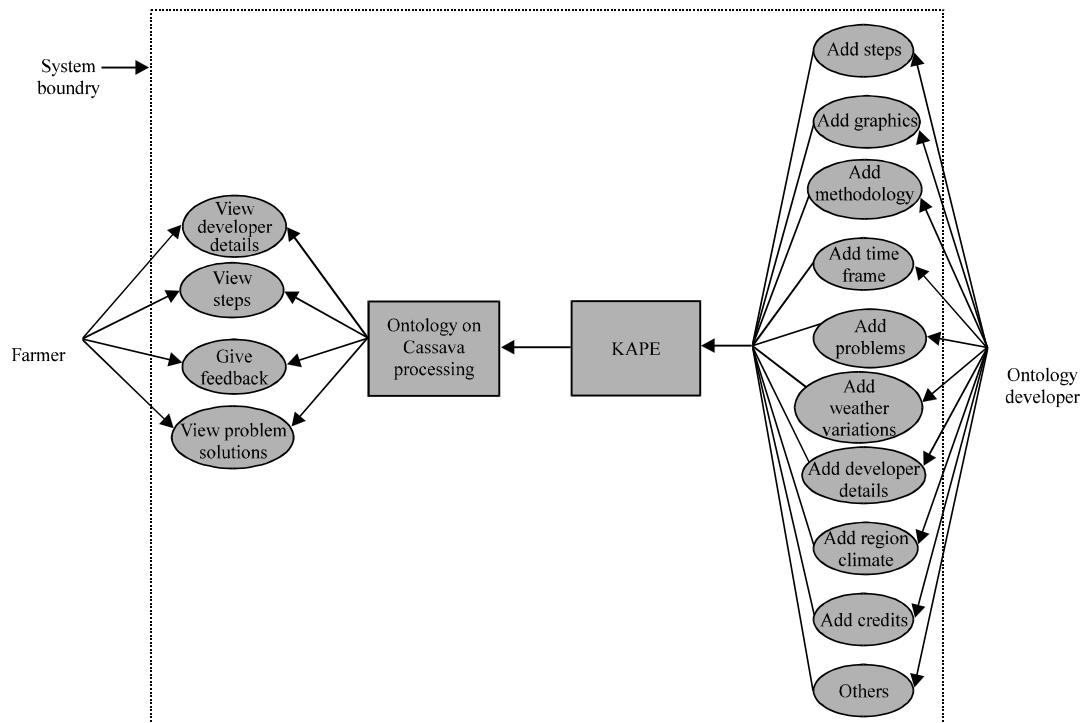 System
boundry
Farmer
View
developer
details
View
steps
Give
feedback
View problem
solutions
Ontology on
Cassava
processing
KAPE
Add steps
Add graphics
Add
methodology
Add time
frame
Add
problems
Add
weather
variations
Add developer
details
Add region
climate
Add credits
Others
Ontology
developer